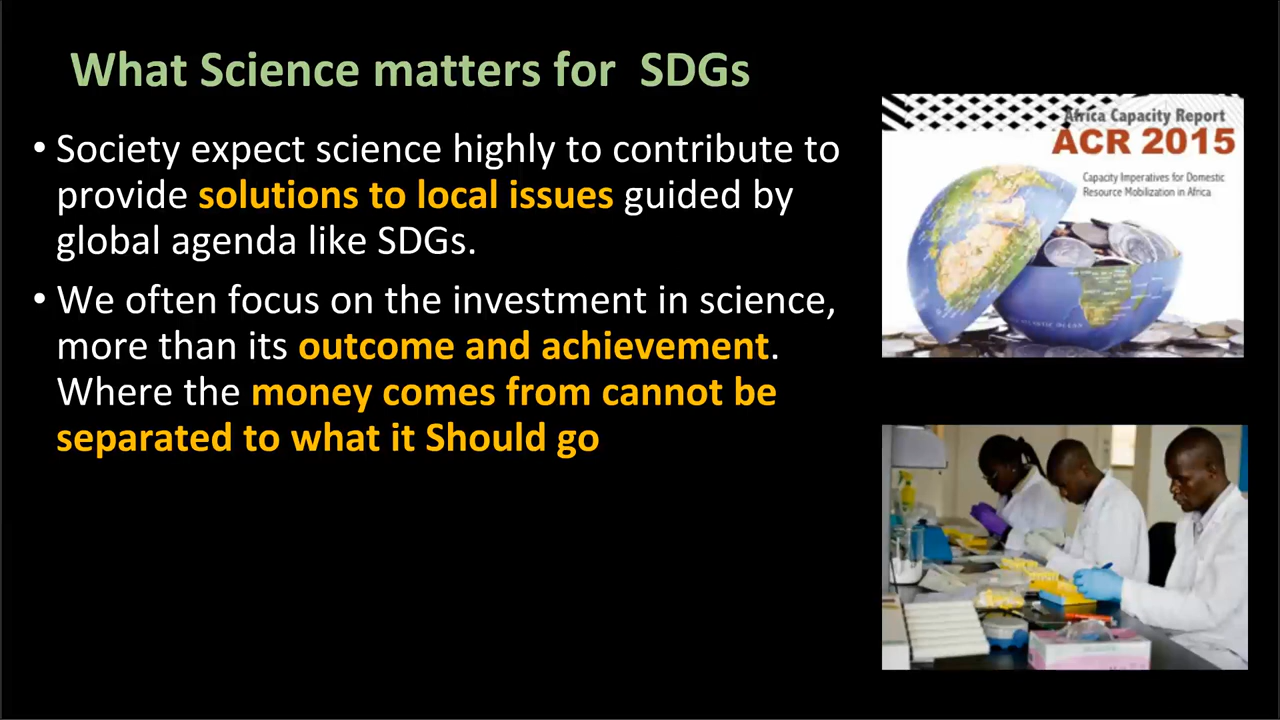 What Science matters for  SDGs
• Society expect science highly to contribute to
provide solutions to local issues guided by
global agenda like SDGs.
• We often focus on the investment in science,
more than its outcome and achievement.
Where the money comes from cannot be
separated to what it Should go
Africa Capacity Report
ACR 2015
Capacity Imperatives for Domestic
Resource Mobilization in Africa
ATLANTIC OCEAN